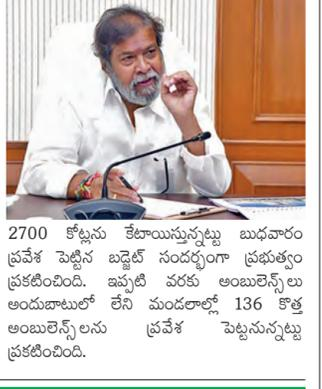 2700 కోట్లను కేటాయిస్తున్నట్టు బుధవారం
ప్రవేశ పెట్టిన బడ్జెట్ సందర్భంగా ప్రభుత్వం
ప్రకటించింది. ఇప్పటి వరకు అంబులెన్స్‌లు
అందుబాటులో లేని మండలాల్లో 136 కొత్త
అంబులెన్స్‌లను ప్రవేశ పెట్టనున్నట్టు
ప్రకటించింది.